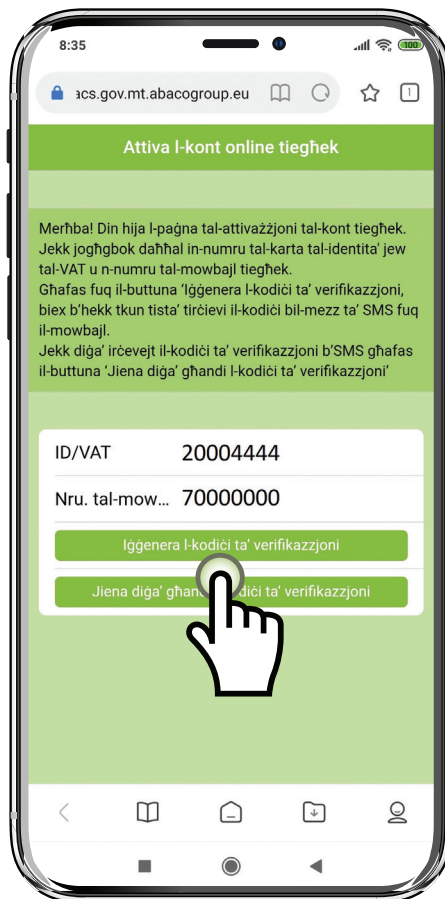 8:35
100
acs.gov.mt.abacogroup.eu
1
Attiva l-kont online tiegħek
Merħba! Din hija l-paġna tal-attivażżjoni tal-kont tiegħek.
Jekk jogħġbok daħħal in-numru tal-karta tal-identita' jew
tal-VAT u n-numru tal-mowbajl tiegħek.
Għafas fuq il-buttuna 'Iġġenera l-kodiċi ta' verifikazzjoni,
biex b'hekk tkun tista' tirċievi il-kodiċi bil-mezz ta' SMS fuq
il-mowbajl.
Jekk diġa' irċevejt il-kodiċi ta' verifikazzjoni b'SMS għafas
il-buttuna 'Jiena diġa' għandi l-kodiċi ta' verifikazzjoni'
ID/VAT 20004444
Nru. tal-mow... 70000000
Iġġenera l-kodiċi ta' verifikazzjoni
Jiena diġa' ta' verifikazzjoni